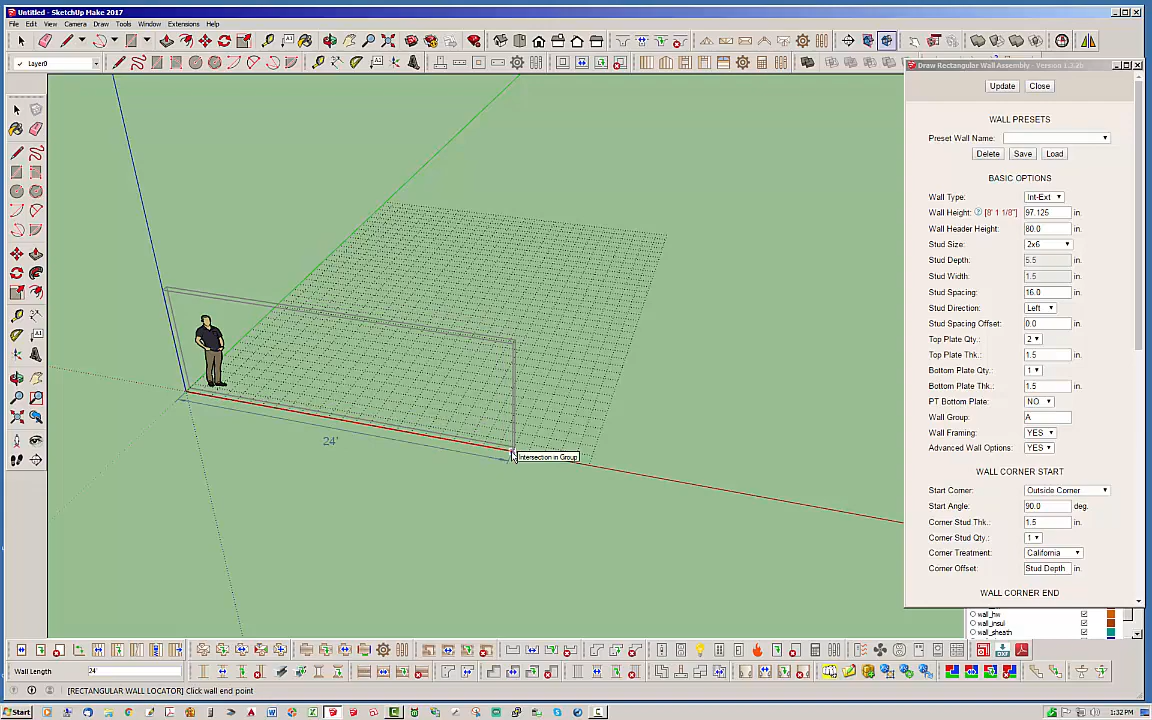 Untitled - SketchUp Make 2017
File Edit View Camera Draw Tools Window Extensions Help
Layer0
Draw Rectangular Wall Assembly - Version 1.3.2b
Update Close
WALL PRESETS
Preset Wall Name:
Delete Save Load
BASIC OPTIONS
Wall Type: Int-Ext
Wall Height: [8' 1 1/8"] 97.125 in.
Wall Header Height: 80.0 in.
Stud Size: 2x6
Stud Depth: 5.5 in.
Stud Width: 1.5 in.
Stud Spacing: 16.0 in.
Stud Direction: Left
Stud Spacing Offset: 0.0 in.
Top Plate Qty.: 2
Top Plate Thk.: 1.5 in.
Bottom Plate Qty.: 1
Bottom Plate Thk.: 1.5 in.
PT Bottom Plate: NO
Wall Group: A
Wall Framing: YES
Advanced Wall Options: YES
WALL CORNER START
Start Corner: Outside Corner
Start Angle: 90.0 deg.
Corner Stud Thk.: 1.5 in.
Corner Stud Qty.: 1
Corner Treatment: California
Corner Offset: Stud Depth in.
WALL CORNER END
24'
Intersection in Group
wall_hw
wall_insul
wall_sheath
Wall Length 24
[RECTANGULAR WALL LOCATOR] Click wall end point
Start 1:32 PM